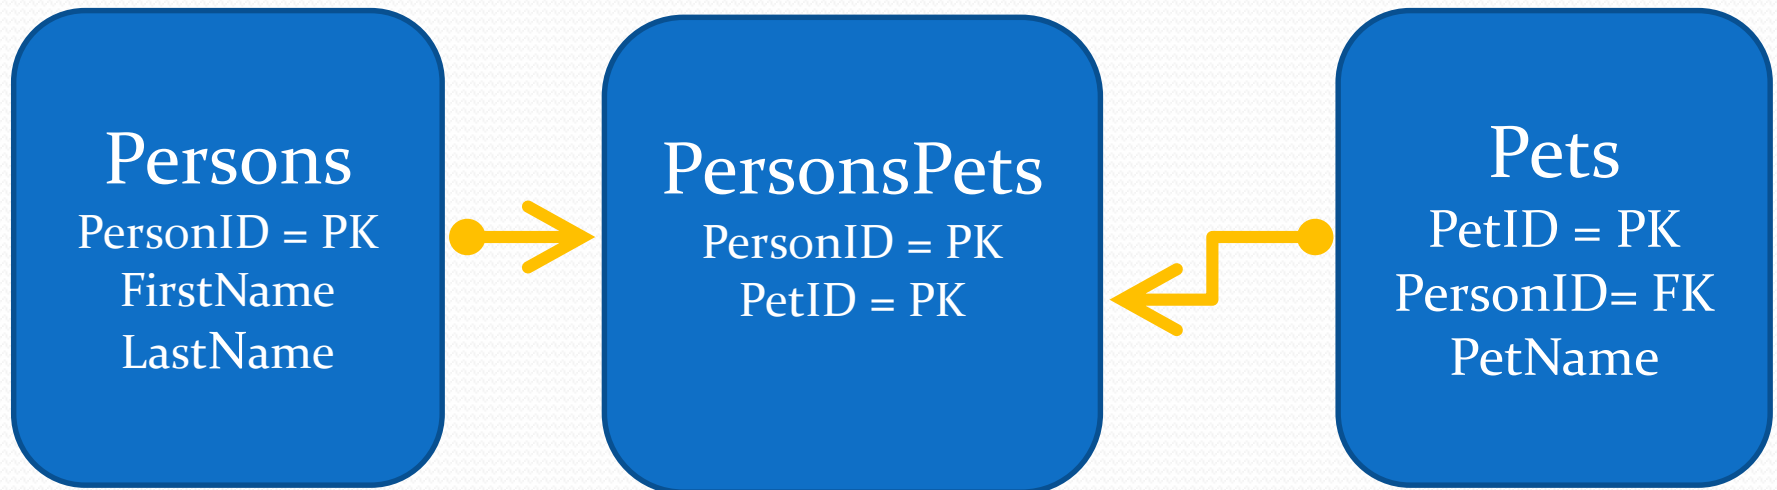 Persons
PersonID = PK
FirstName
LastName
PersonsPets
PersonID = PK
PetID = PK
Pets
PetID = PK
PersonID= FK
PetName